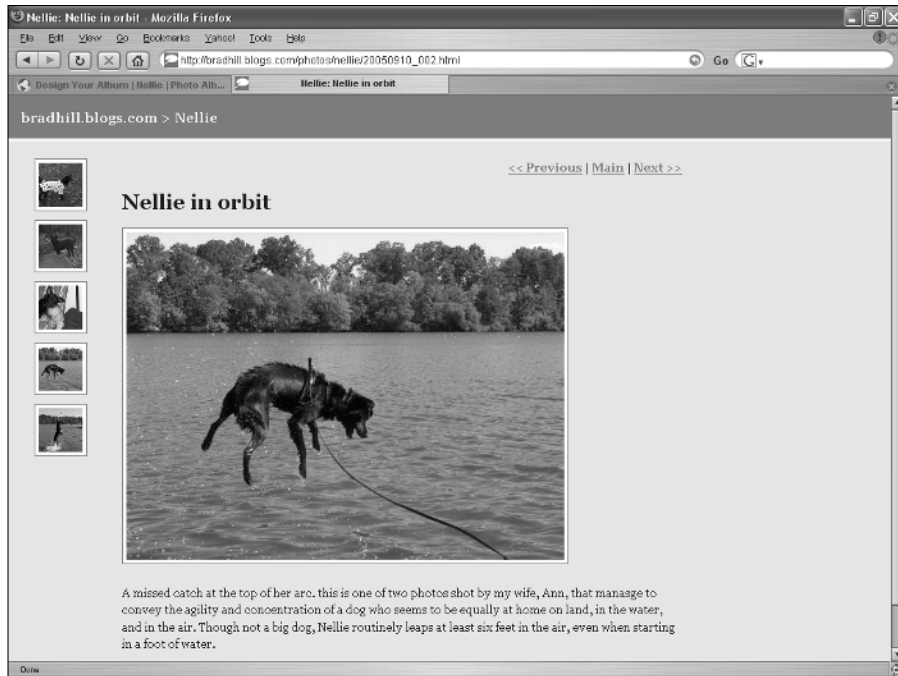 Nellie: Nellie in orbit - Mozilla Firefox
File Edit View Go Bookmarks Yahoo! Tools Help
http://bradhill.blogs.com/photos/nellie/20050910_002.html Go G
Design Your Album | Nellie | Photo Alb... Nellie: Nellie in orbit
bradhill.blogs.com > Nellie
<< Previous | Main | Next >>
Nellie in orbit
A missed catch at the top of her arc. this is one of two photos shot by my wife, Ann, that manasge to
convey the agility and concentration of a dog who seems to be equally at home on land, in the water,
and in the air. Though not a big dog, Nellie routinely leaps at least six feet in the air, even when starting
in a foot of water.
Done